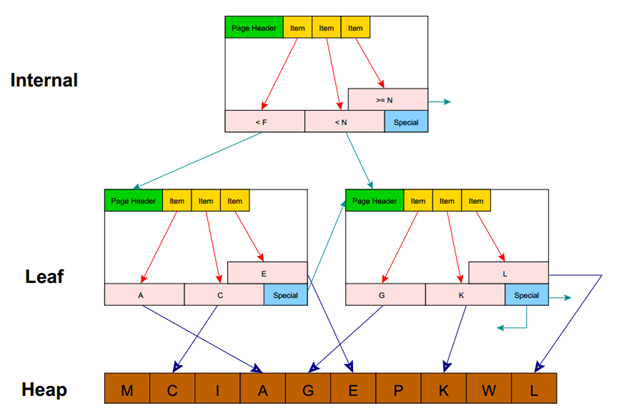 Page Header Item Item Item
Internal
>= N
< F < N Special
Page Header Item Item Item
Page Header Item Item Item
Leaf
E
L
A C Special
G K Special
Heap
M C I A G E P K W L